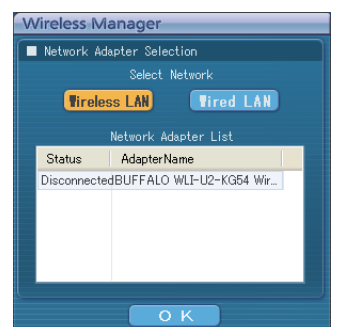 Wireless Manager
Network Adapter Selection
Select Network
Wireless LAN Wired LAN
Network Adapter List
Status AdapterName
Disconnected BUFFALO WLI-U2-KG54 Wir...
OK